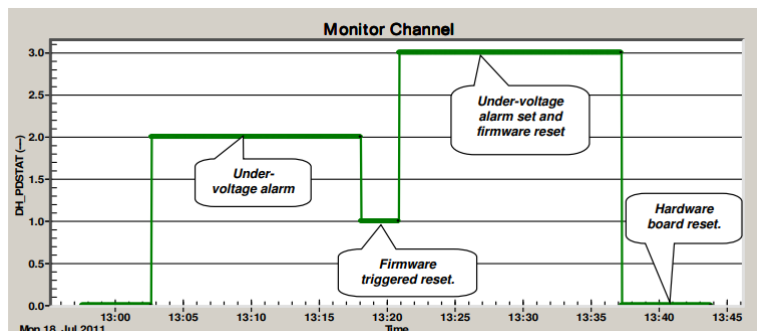 Monitor Channel
DH_PDSTAT (—)
3.0
2.5
2.0
1.5
1.0
0.5
0.0
Under-voltage
alarm set and
firmware reset
Under-
voltage alarm
Hardware
board reset.
Firmware
triggered reset.
13:00 13:05 13:10 13:15 13:20 13:25 13:30 13:35 13:40 13:45
Mon 18, Jul 2011
Time